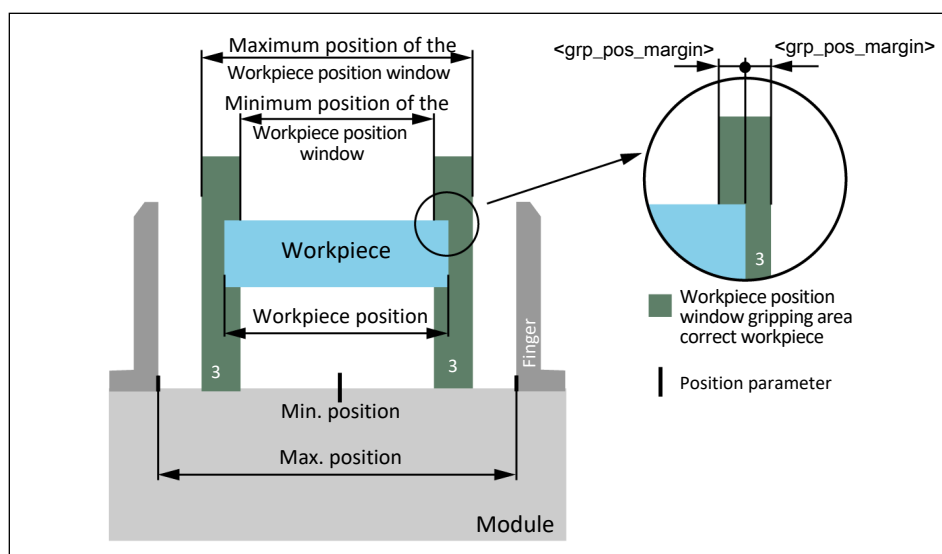 Maximum position of the
Workpiece position window
Minimum position of the
Workpiece position
window
<grp_pos_margin>
<grp_pos_margin>
Workpiece
3
Workpiece position
window gripping area
correct workpiece
Workpiece position
Finger
3
3
Position parameter
Min. position
Max. position
Module